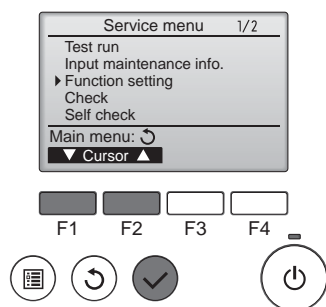 Service menu 1/2
Test run
Input maintenance info.
Function setting
Check
Self check
Main menu:
Cursor
F1 F2 F3 F4